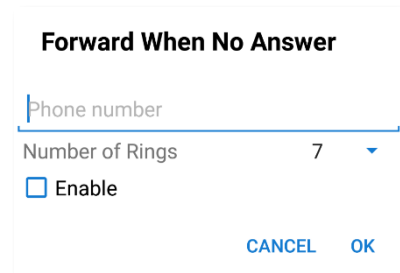 Forward When No Answer
Phone number
Number of Rings 7
Enable
CANCEL OK